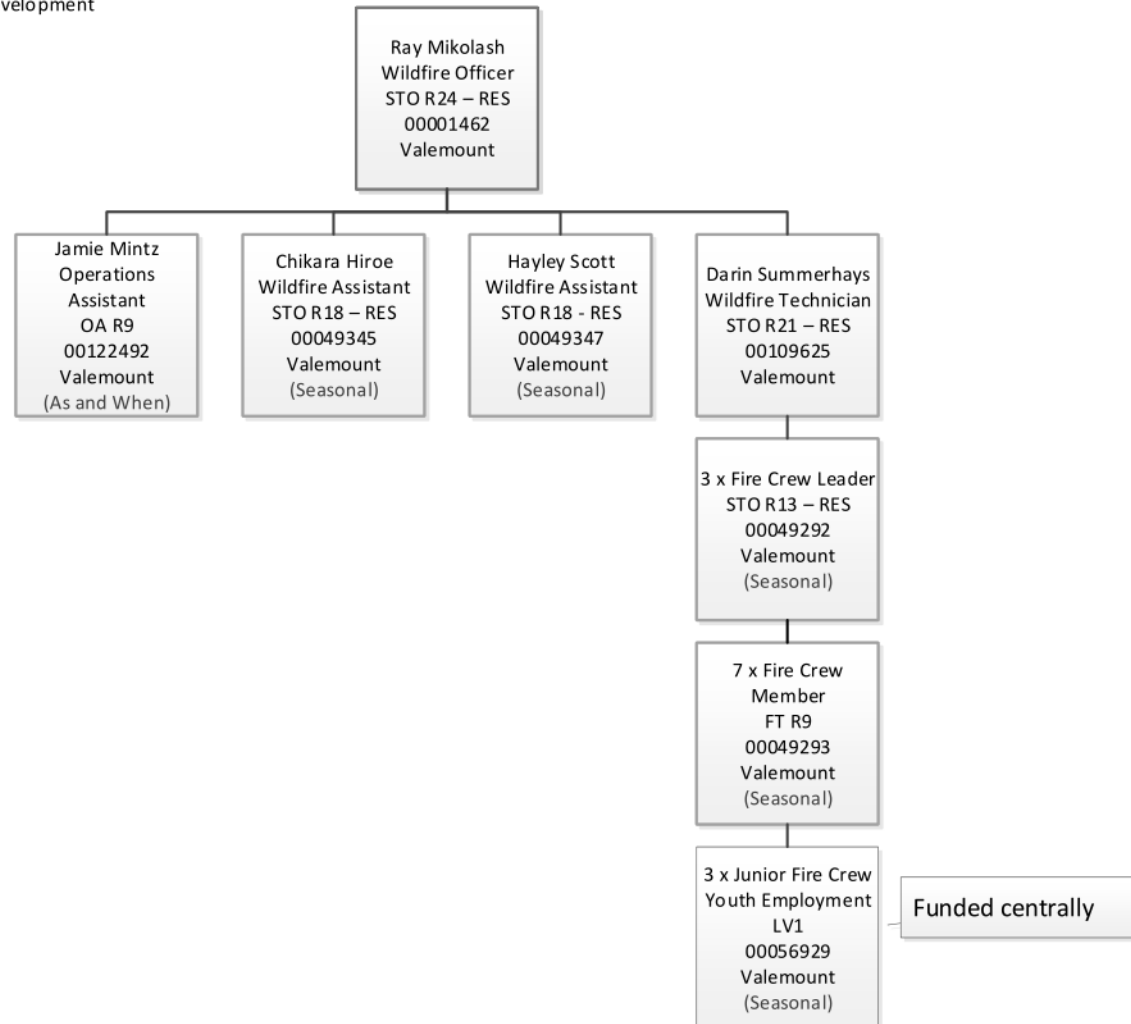 velopment
Ray Mikolash
Wildfire Officer
STO R24 – RES
00001462
Valemount
Jamie Mintz
Operations
Assistant
OA R9
00122492
Valemount
(As and When)
Chikara Hiroe
Wildfire Assistant
STO R18 – RES
00049345
Valemount
(Seasonal)
Hayley Scott
Wildfire Assistant
STO R18 - RES
00049347
Valemount
(Seasonal)
Darin Summerhays
Wildfire Technician
STO R21 – RES
00109625
Valemount
3 x Fire Crew Leader
STO R13 – RES
00049292
Valemount
(Seasonal)
7 x Fire Crew
Member
FT R9
00049293
Valemount
(Seasonal)
3 x Junior Fire Crew
Youth Employment
LV1
00056929
Valemount
(Seasonal)
Funded centrally